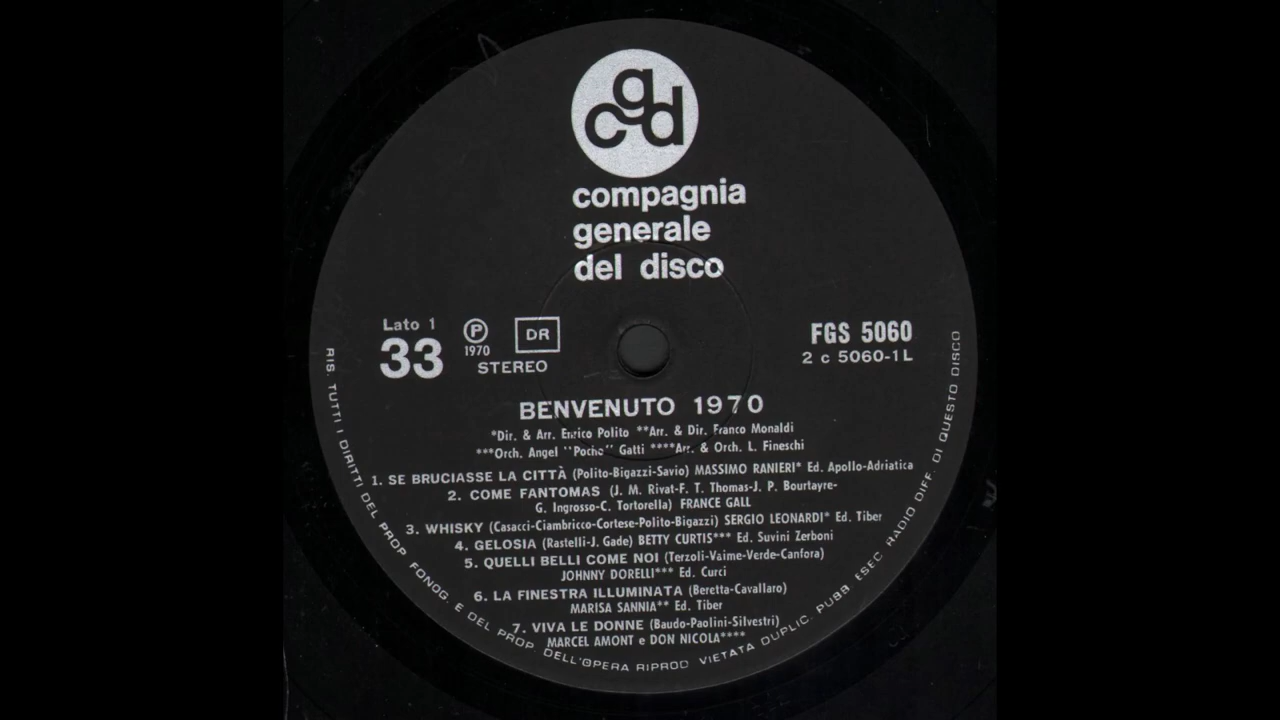 cgd
compagnia
generale
del disco
Lato 1
33
P
1970
DR
STEREO
FGS 5060
2 c 5060-1L
BENVENUTO 1970
*Dir. & Arr. Enrico Polito **Arr. & Dir. Franco Monaldi
***Orch. Angel "Pocho" Gatti ****Arr. & Orch. L. Fineschi
1. SE BRUCIASSE LA CITTÀ (Polito-Bigazzi-Savio) MASSIMO RANIERI* Ed. Apollo-Adriatica
2. COME FANTOMAS (J. M. Rivat-F. T. Thomas-J. P. Bourtayre-
G. Ingrosso-C. Tortorella) FRANCE GALL
3. WHISKY (Casacci-Ciambricco-Cortese-Polito-Bigazzi) SERGIO LEONARDI* Ed. Tiber
4. GELOSIA (Rastelli-J. Gade) BETTY CURTIS*** Ed. Suvini Zerboni
5. QUELLI BELLI COME NOI (Terzoli-Vaime-Verde-Canfora)
JOHNNY DORELLI*** Ed. Curci
6. LA FINESTRA ILLUMINATA (Beretta-Cavallaro)
MARISA SANNIA** Ed. Tiber
7. VIVA LE DONNE (Baudo-Paolini-Silvestri)
MARCEL AMONT e DON NICOLA****
RIS. TUTTI I DIRITTI DEL PROP. FONOG. E DEL PROP. DELL'OPERA RIPROD. VIETATA DUPLIC. PUBB. ESEC. RADIO DIFF. DI QUESTO DISCO